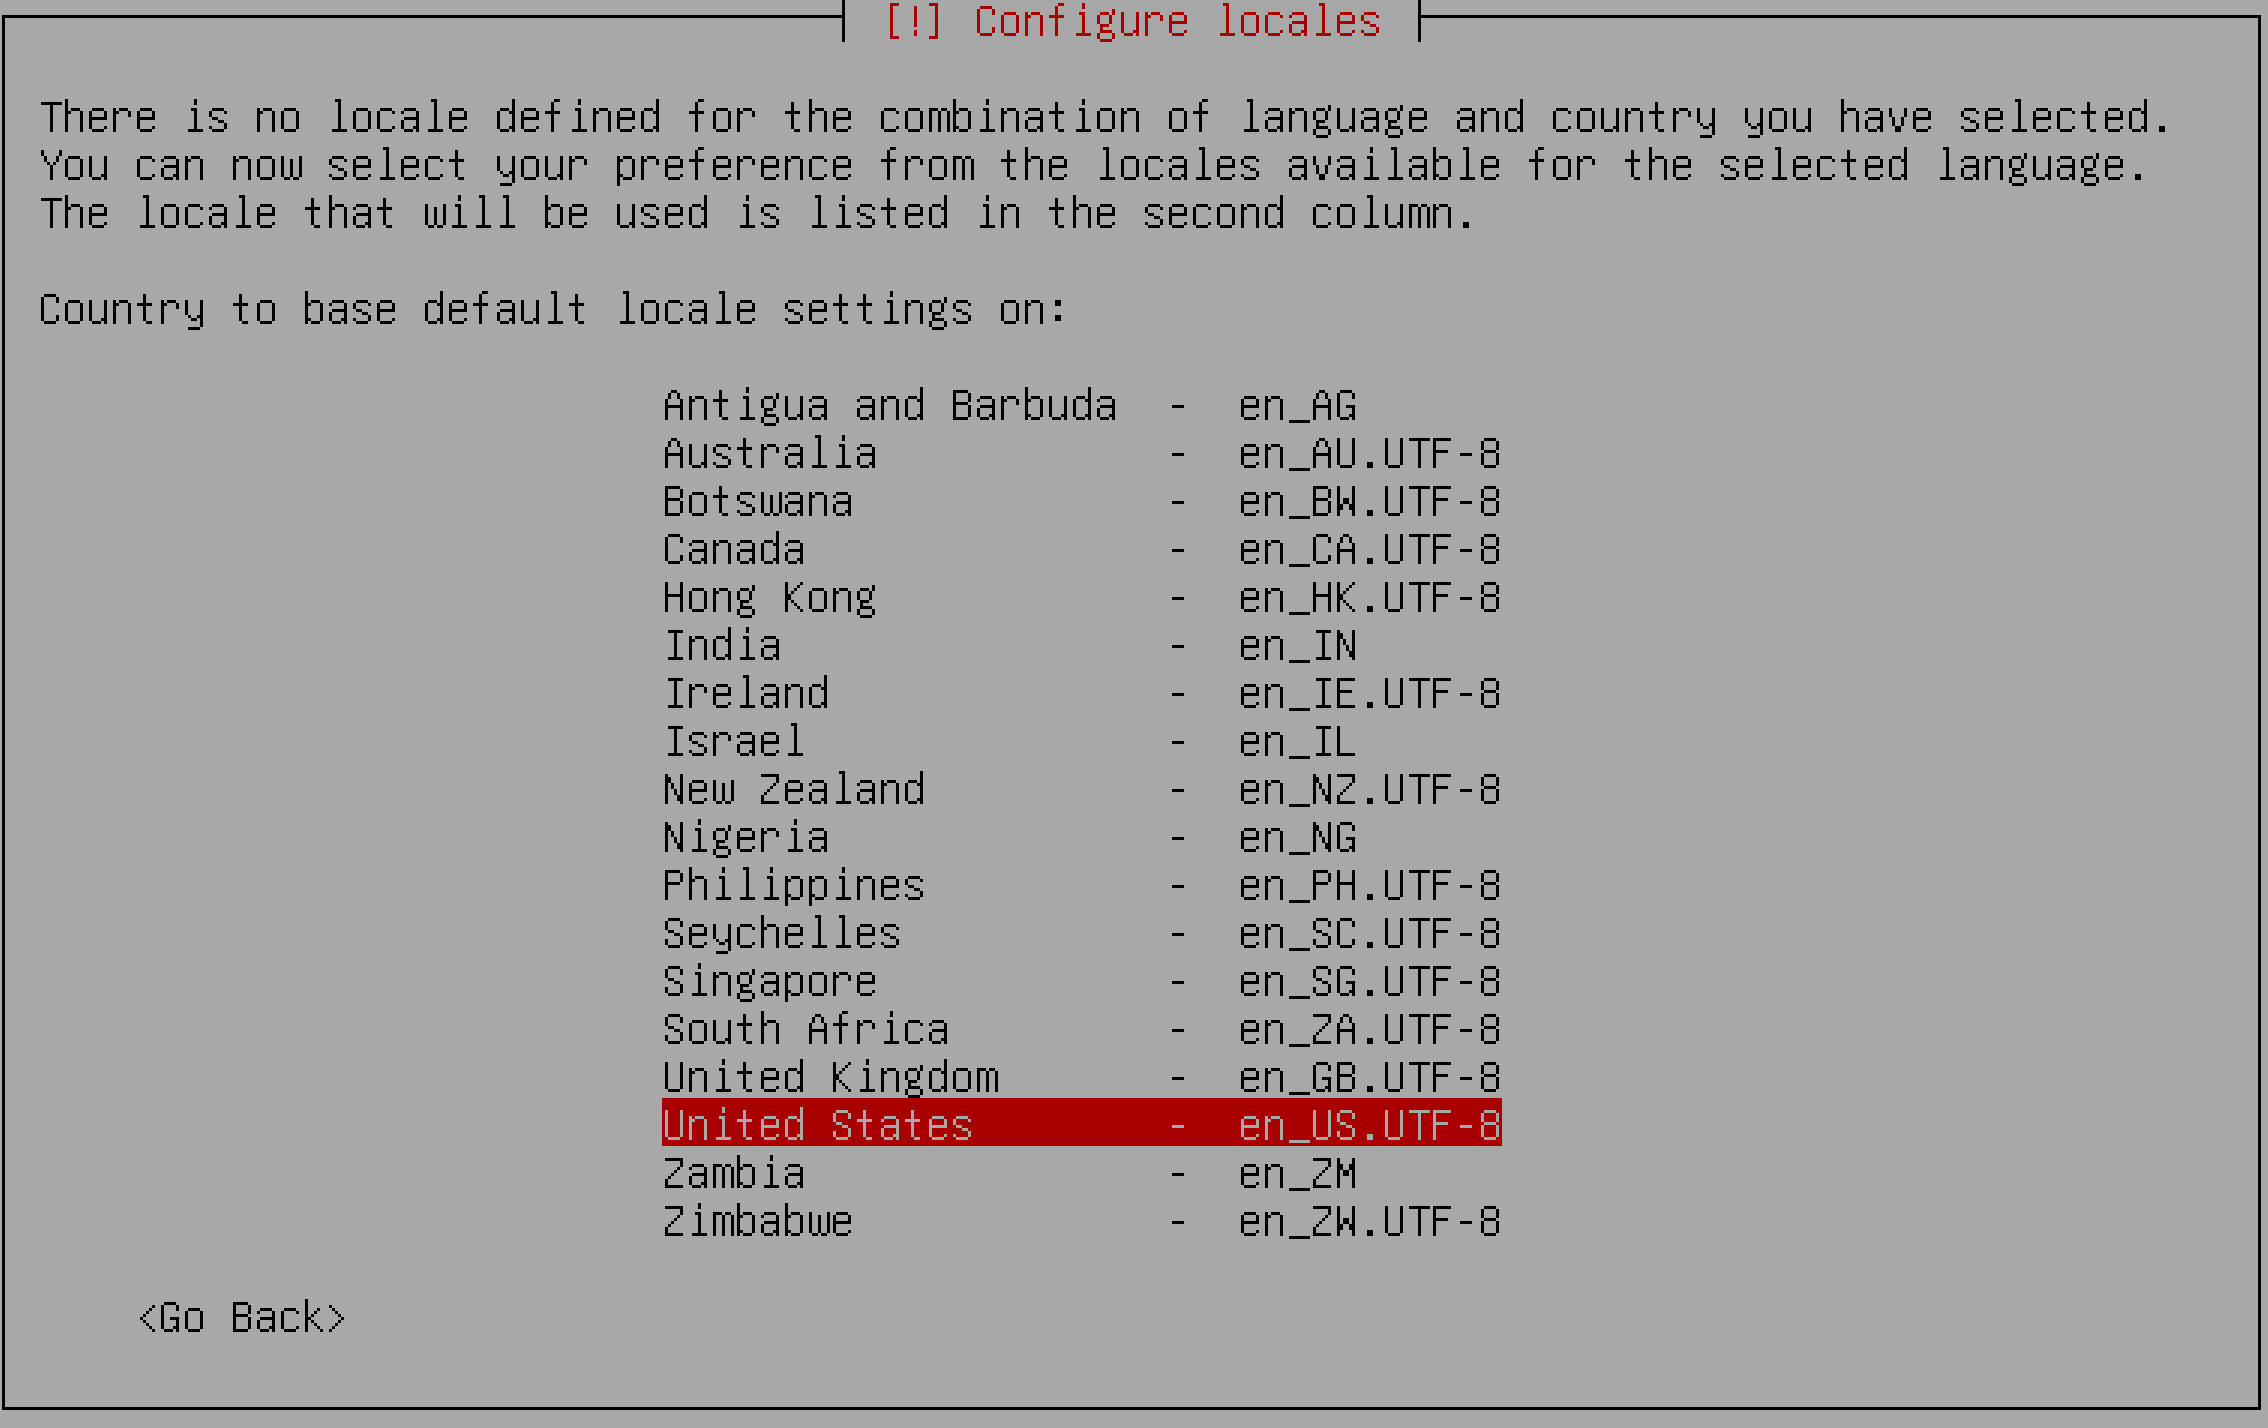 [!] Configure locales
There is no locale defined for the combination of language and country you have selected.
You can now select your preference from the locales available for the selected language.
The locale that will be used is listed in the second column.
Country to base default locale settings on:
Antigua and Barbuda - en_AG
Australia - en_AU.UTF-8
Botswana - en_BW.UTF-8
Canada - en_CA.UTF-8
Hong Kong - en_HK.UTF-8
India - en_IN
Ireland - en_IE.UTF-8
Israel - en_IL
New Zealand - en_NZ.UTF-8
Nigeria - en_NG
Philippines - en_PH.UTF-8
Seychelles - en_SC.UTF-8
Singapore - en_SG.UTF-8
South Africa - en_ZA.UTF-8
United Kingdom - en_GB.UTF-8
United States - en_US.UTF-8
Zambia - en_ZM
Zimbabwe - en_ZW.UTF-8
<Go Back>